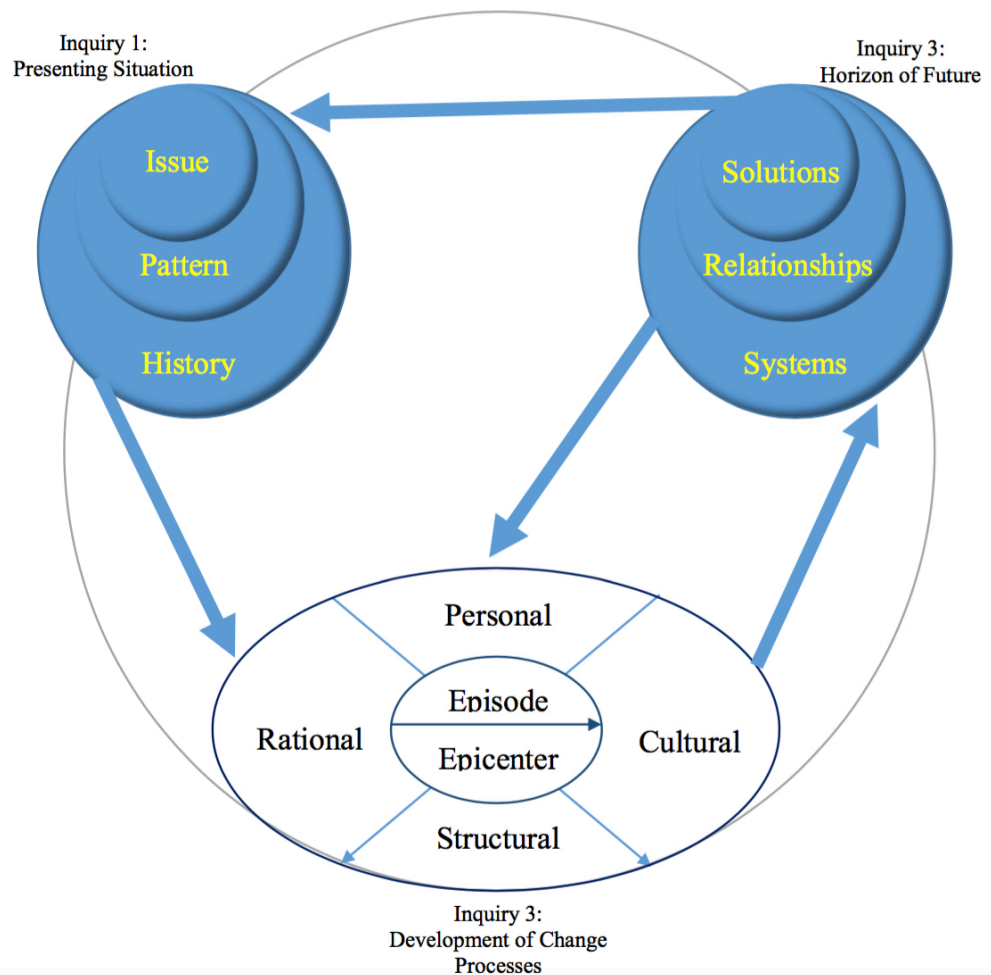 Inquiry 1:
Presenting Situation
Inquiry 3:
Horizon of Future
Issue
Pattern
History
Solutions
Relationships
Systems
Personal
Episode
Rational
Cultural
Epicenter
Structural
Inquiry 3:
Development of Change
Processes